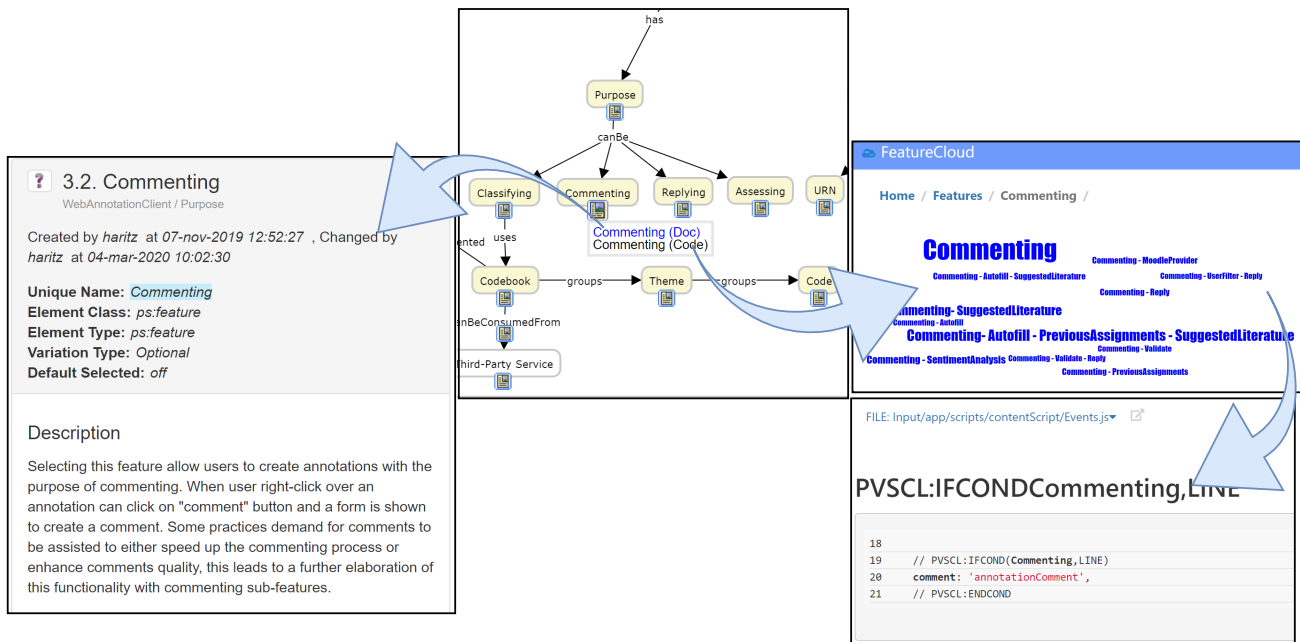 3.2. Commenting
WebAnnotationClient / Purpose
Created by haritz at 07-nov-2019 12:52:27 , Changed by
haritz at 04-mar-2020 10:02:30
Unique Name: Commenting
Element Class: ps:feature
Element Type: ps:feature
Variation Type: Optional
Default Selected: off
Description
Selecting this feature allow users to create annotations with the
purpose of commenting. When user right-click over an
annotation can click on "comment" button and a form is shown
to create a comment. Some practices demand for comments to
be assisted to either speed up the commenting process or
enhance comments quality, this leads to a further elaboration of
this functionality with commenting sub-features.
has
Purpose
canBe
Classifying
Commenting
Replying
Assessing
URN
Commenting (Doc)
Commenting (Code)
ented
uses
Codebook
groups
Theme
groups
Code
nBeConsumedFrom
hird-Party Service
FeatureCloud
Home / Features / Commenting /
Commenting
Commenting - MoodleProvider
Commenting - Autofill - SuggestedLiterature
Commenting - UserFilter - Reply
Commenting - Reply
mmenting- SuggestedLiterature
Commenting - Autofill
Commenting- Autofill - PreviousAssignments - SuggestedLiterature
Commenting - Validate
Commenting - SentimentAnalysis
Commenting - Validate - Reply
Commenting - PreviousAssignments
FILE: Input/app/scripts/contentScript/Events.js
PVSCL:IFCONDCommenting,LINE
18
19 // PVSCL:IFCOND(Commenting,LINE)
20 comment: 'annotationComment',
21 // PVSCL:ENDCOND